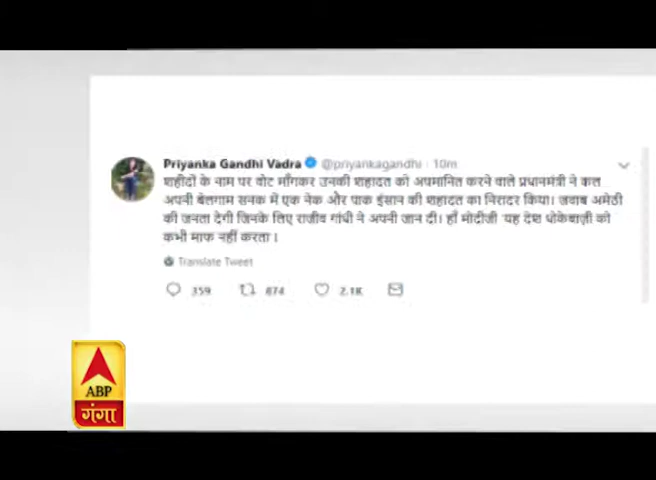 Priyanka Gandhi Vadra @priyankagandhi · 10m
शहीदों के नाम पर वोट माँगकर उनकी शहादत को अपमानित करने वाले प्रधानमंत्री ने कल
अपनी बेलगाम सनक में एक नेक और पाक इंसान की शहादत का निरादर किया। जवाब अमेठी
की जनता देगी जिनके लिए राजीव गांधी ने अपनी जान दी। हाँ मोदीजी ‘यह देश धोकेबाज़ी को
कभी माफ नहीं करता।
Translate Tweet
359 874 2.1K
ABP
गंगा